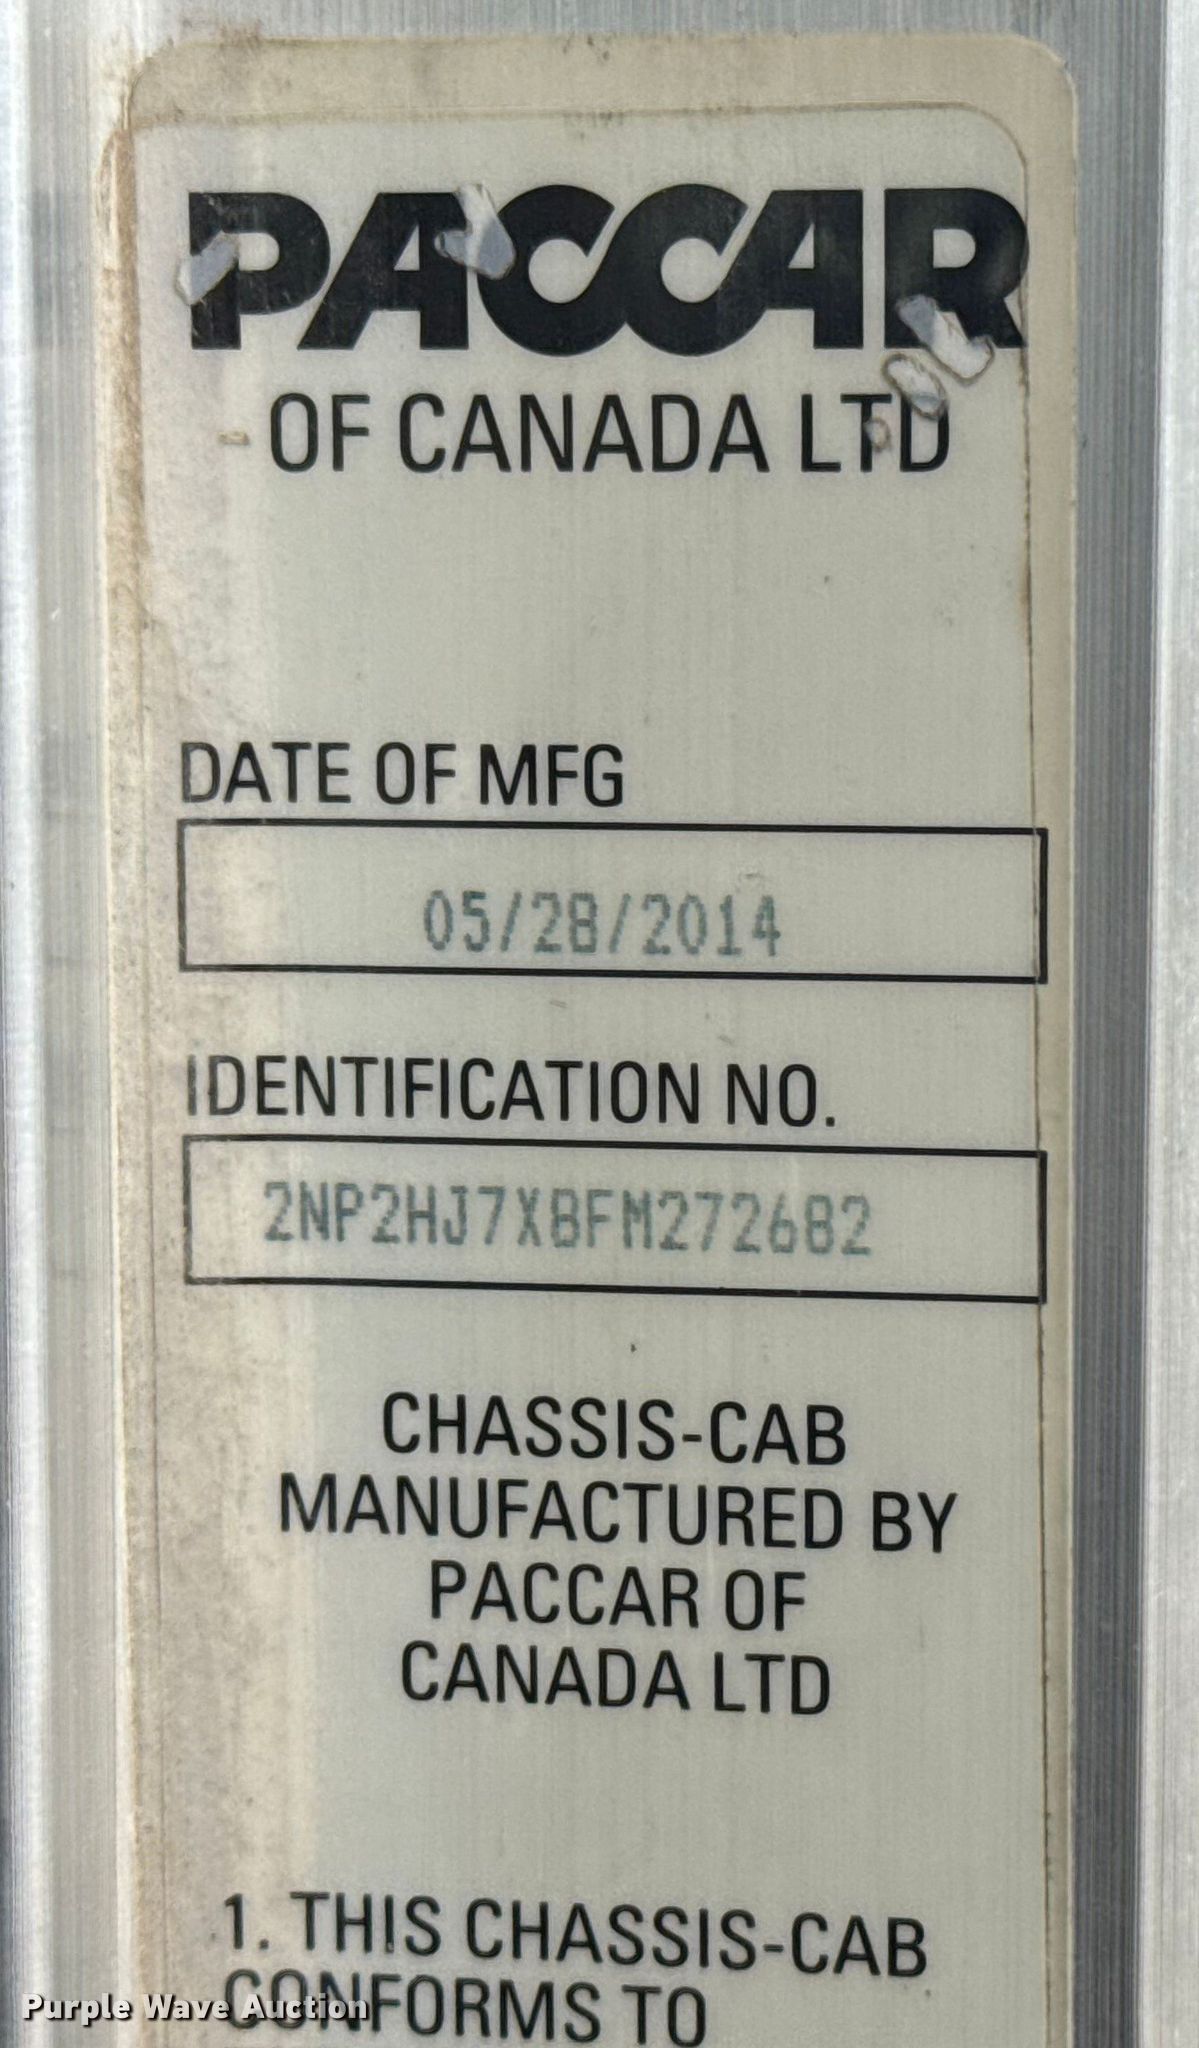 PACCAR
OF CANADA LTD
DATE OF MFG
05/28/2014
IDENTIFICATION NO.
2NP2HJ7X8FM272682
CHASSIS-CAB
MANUFACTURED BY
PACCAR OF
CANADA LTD
1. THIS CHASSIS-CAB
CONFORMS TO
Purple Wave Auction